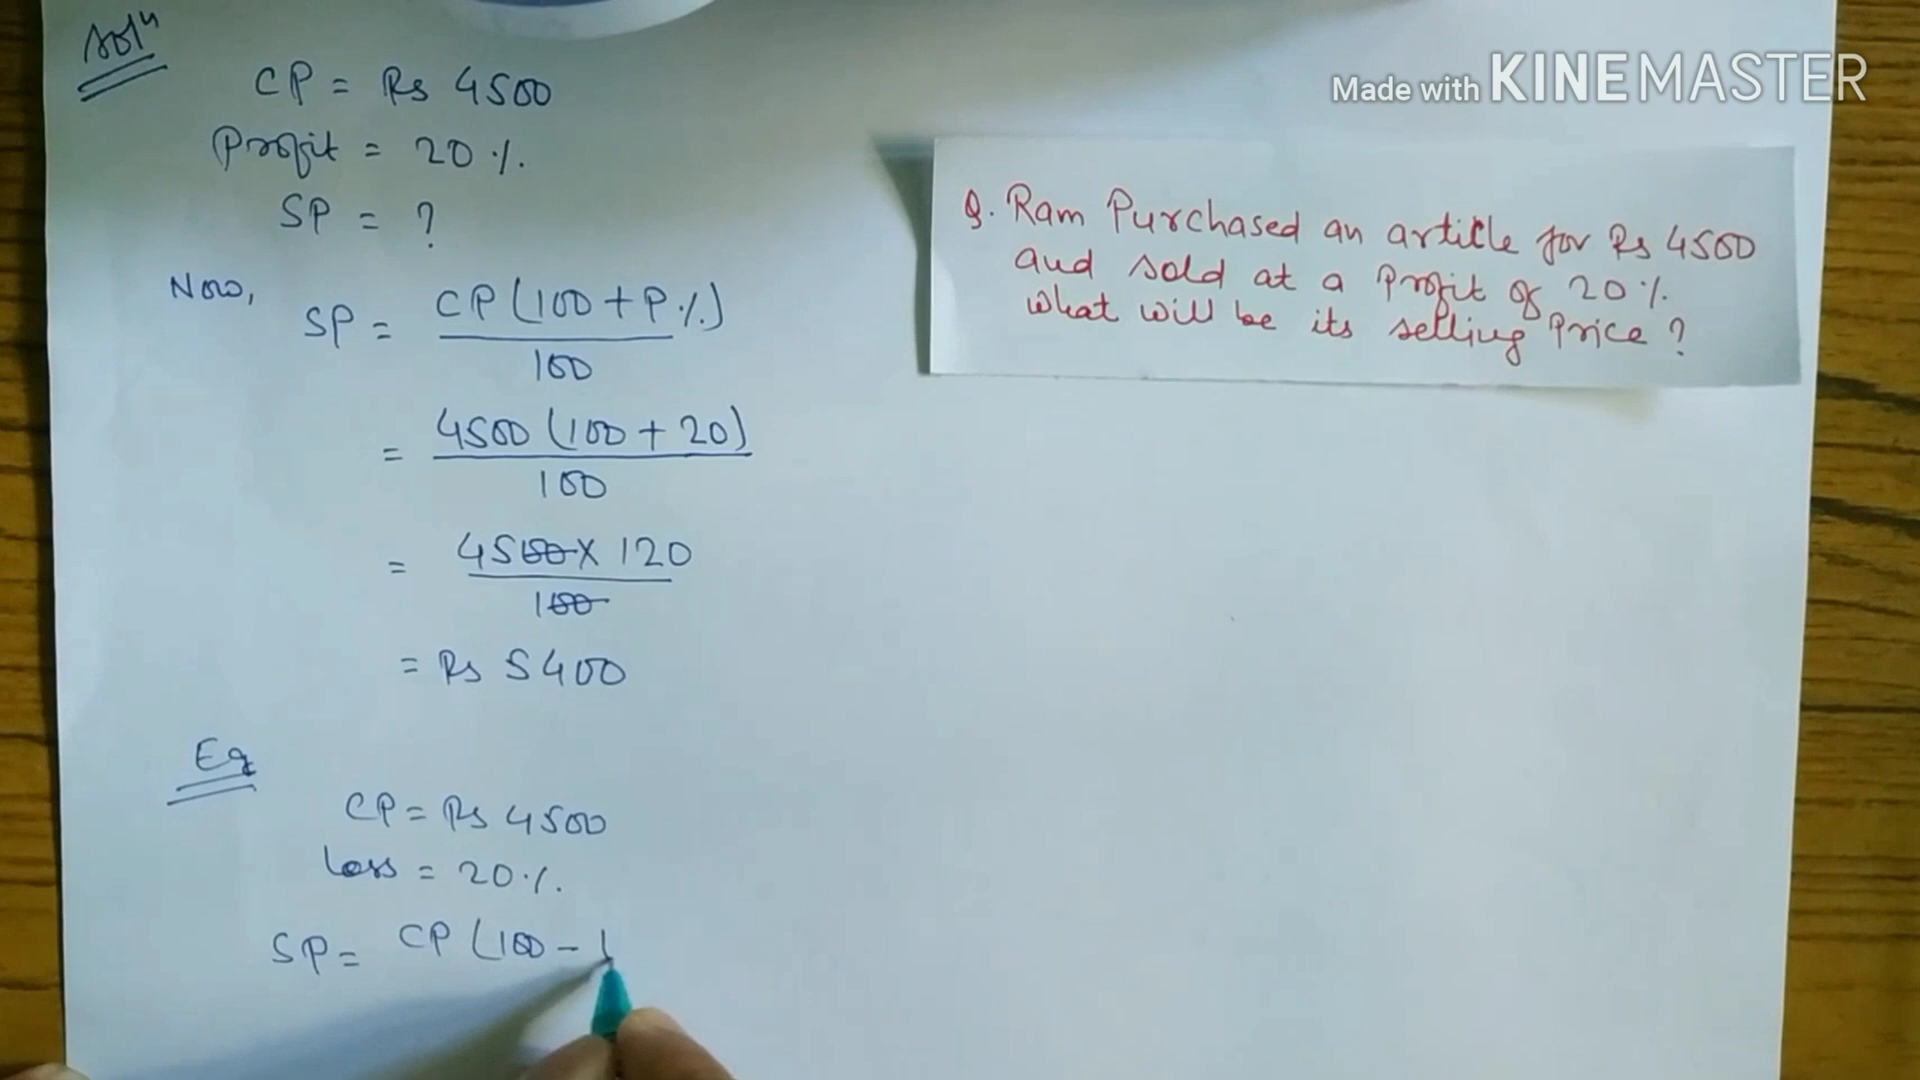 Soln
CP = Rs 4500
Profit = 20 %.
SP = ?
Now, SP = CP (100 + P %)
100
= 4500 (100 + 20)
100
= 4500 X 120
100
= Rs 5400
Eg
CP = Rs 4500
loss = 20 %.
SP = CP (100 - l
Made with KINEMASTER
Q. Ram Purchased an article for Rs 4500
and sold at a Profit of 20 %.
what will be its selling Price ?